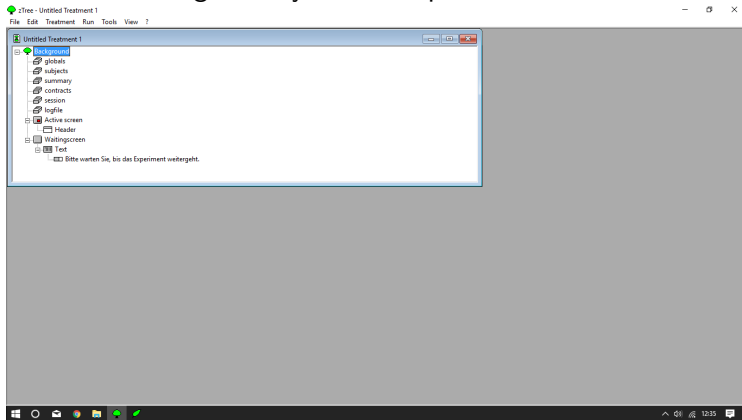 zTree - Untitled Treatment 1
File Edit Treatment Run Tools View ?
Untitled Treatment 1
Background
globals
subjects
summary
contracts
session
logfile
Active screen
Header
Waitingscreen
Text
Bitte warten Sie, bis das Experiment weitergeht.
12:35